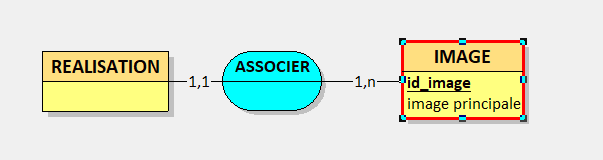 REALISATION
1,1
ASSOCIER
1,n
IMAGE
id_image
image principale